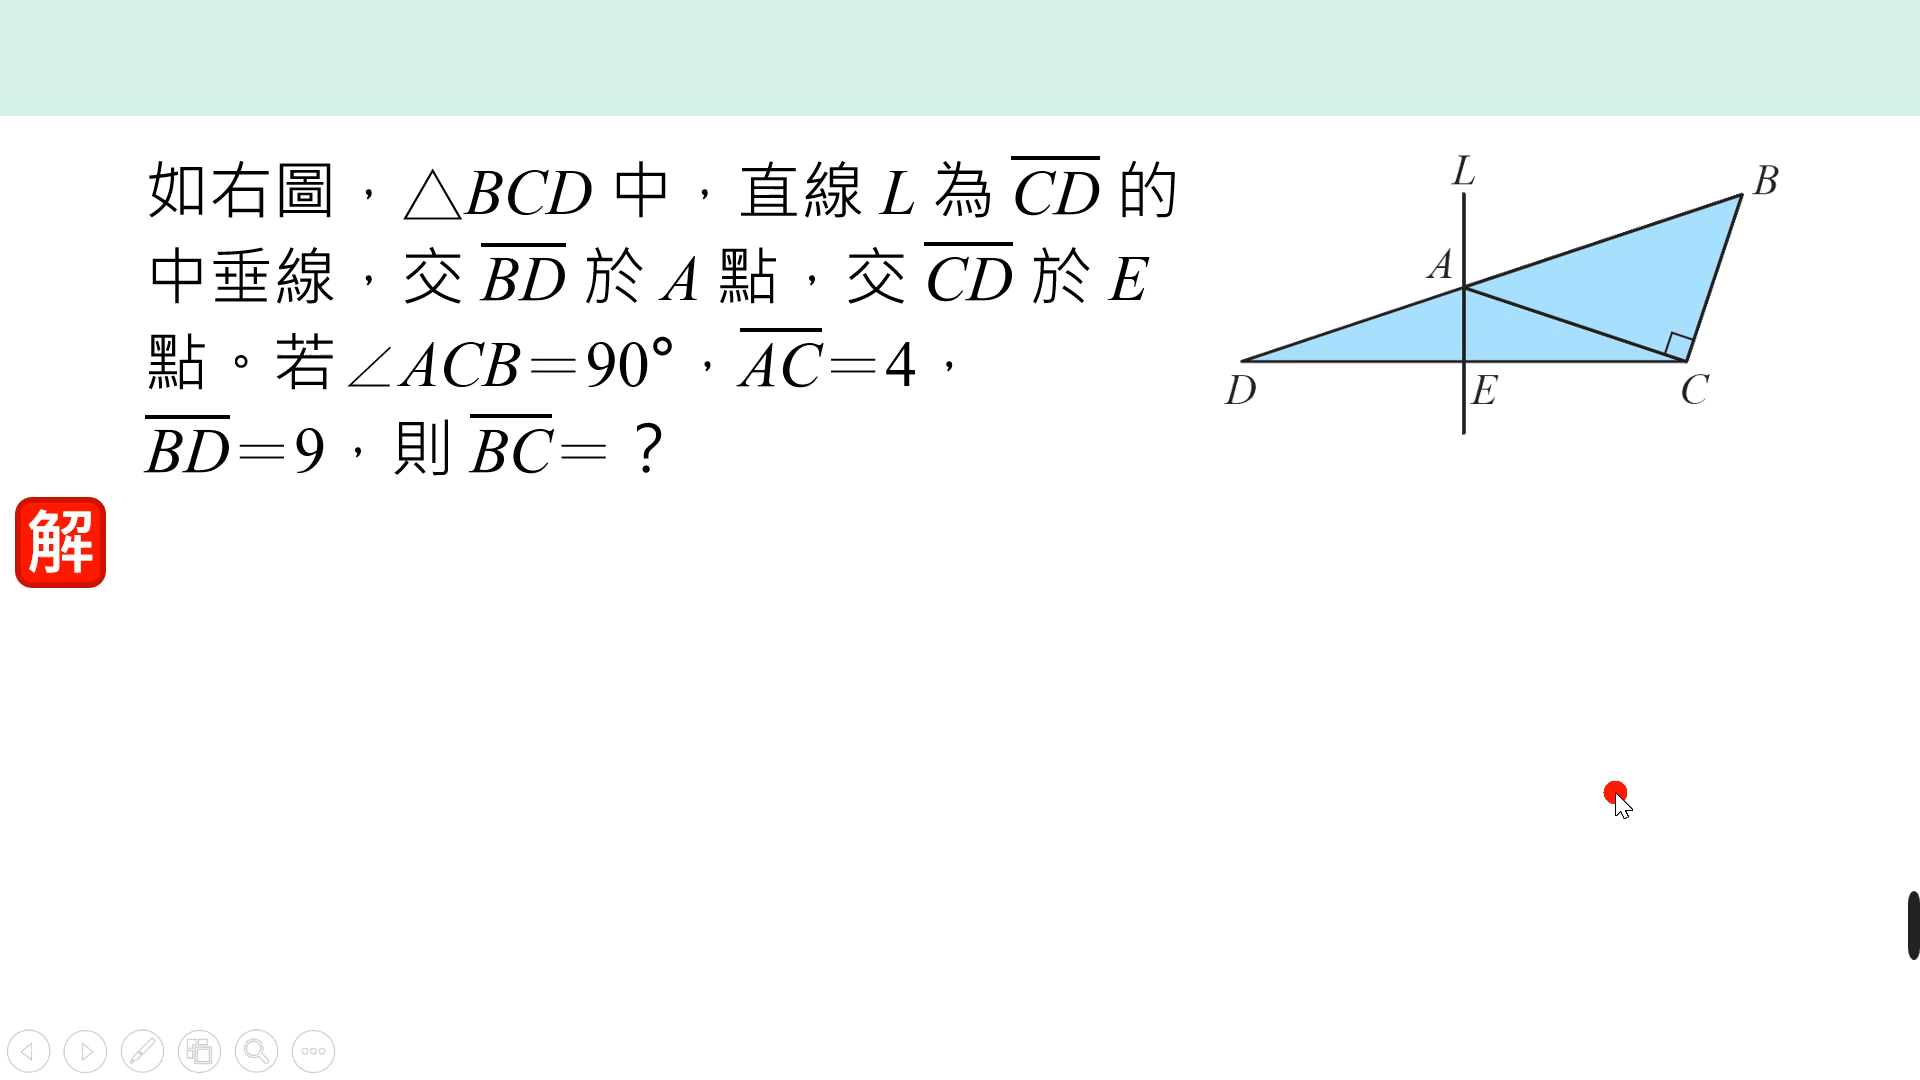 如右圖，△BCD 中，直線 L 為 CD 的
中垂線，交 BD 於 A 點，交 CD 於 E
點。若∠ACB＝90°，AC＝4，
BD＝9，則 BC＝？
L
B
A
D
E
C
解